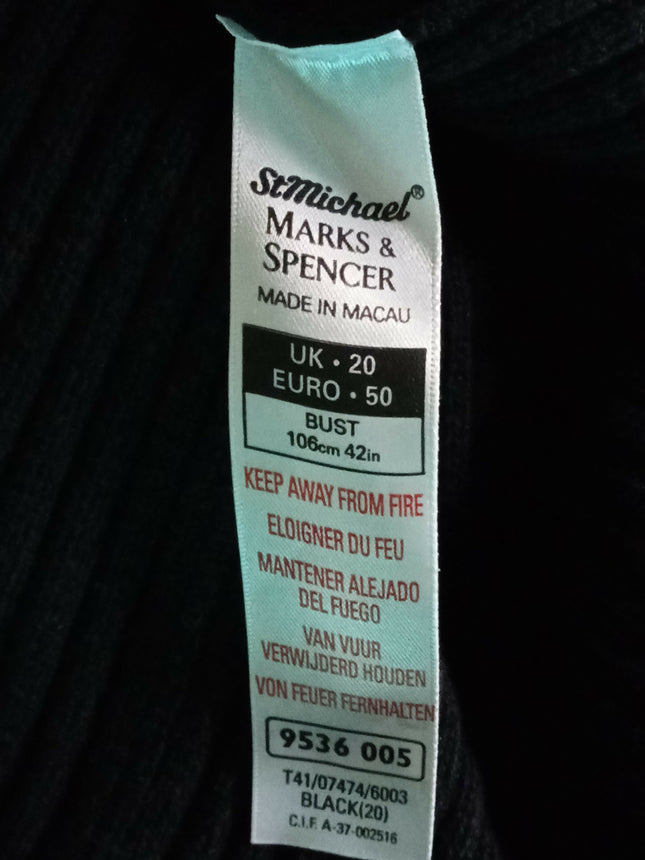 StMichael®
MARKS &
SPENCER
MADE IN MACAU
UK • 20
EURO • 50
BUST
106cm 42in
KEEP AWAY FROM FIRE
ELOIGNER DU FEU
MANTENER ALEJADO
DEL FUEGO
VAN VUUR
VERWIJDERD HOUDEN
VON FEUER FERNHALTEN
9536 005
T41/07474/6003
BLACK(20)
C.I.F. A-37-002516